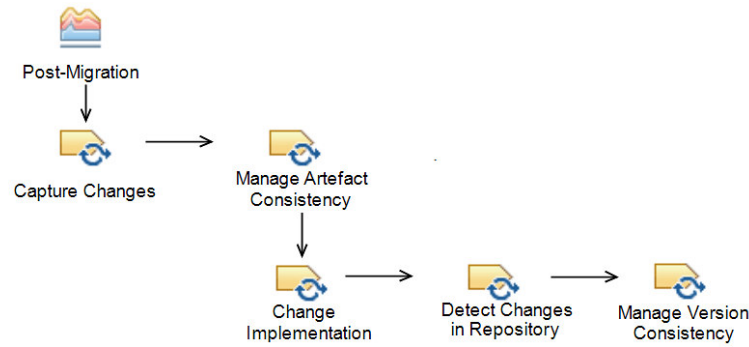 Post-Migration
Capture Changes
Manage Artefact
Consistency
Change
Implementation
Detect Changes
in Repository
Manage Version
Consistency